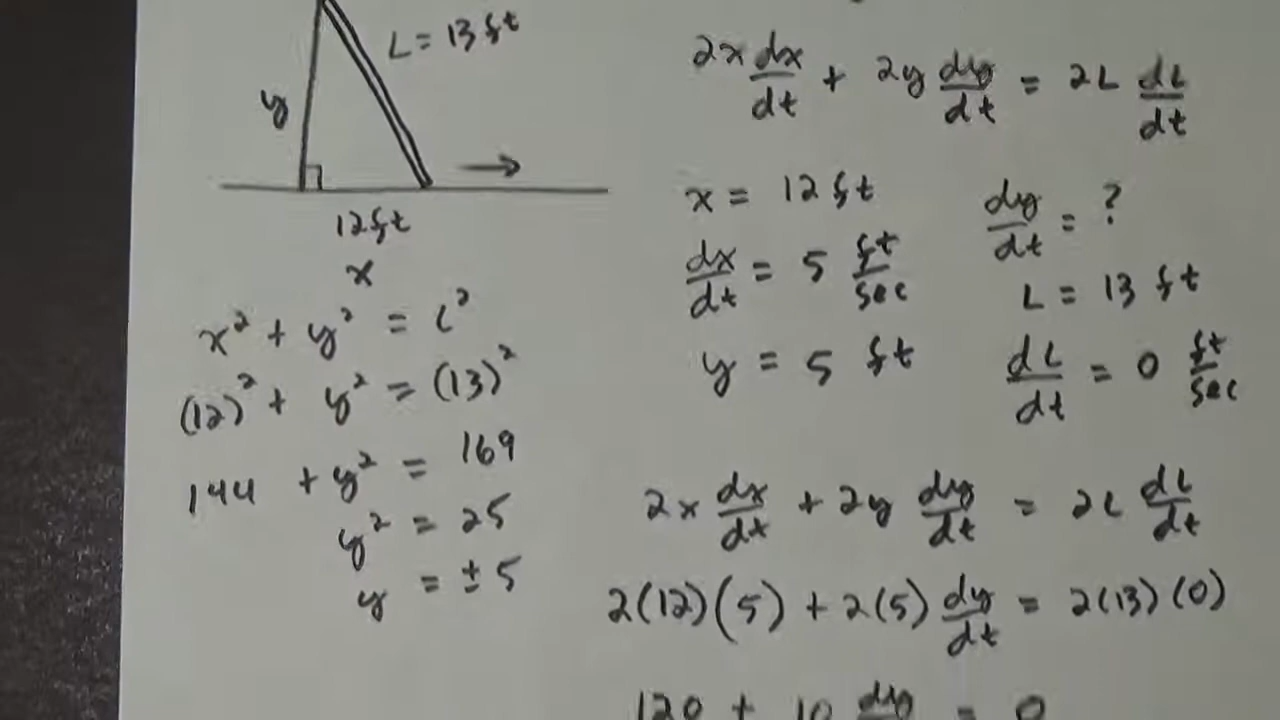 L = 13 ft
y
12 ft
x
x² + y² = L²
(12)² + y² = (13)²
144 + y² = 169
y² = 25
y = ± 5
2x dx/dt + 2y dy/dt = 2L dL/dt
x = 12 ft
dy/dt = ?
dx/dt = 5 ft/sec
L = 13 ft
y = 5 ft
dL/dt = 0 ft/sec
2x dx/dt + 2y dy/dt = 2L dL/dt
2(12)(5) + 2(5) dy/dt = 2(13)(0)
120 + 10 dy = 0